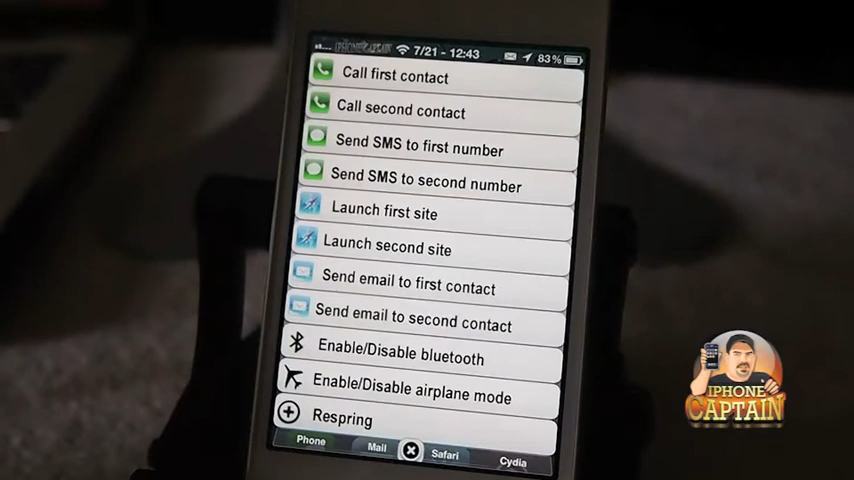 IPHONECAPTAIN 7/21 - 12:43 83%
Call first contact
Call second contact
Send SMS to first number
Send SMS to second number
Launch first site
Launch second site
Send email to first contact
Send email to second contact
Enable/Disable bluetooth
Enable/Disable airplane mode
Respring
Phone Mail Safari Cydia
IPHONE
CAPTAIN